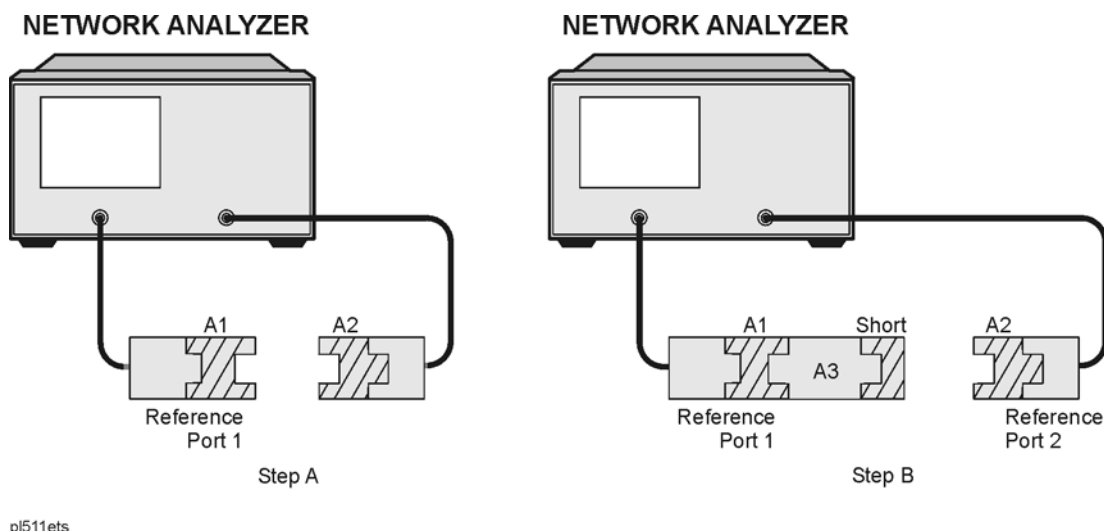 NETWORK ANALYZER
A1
A2
Reference
Port 1
Step A
NETWORK ANALYZER
A1
Short
A2
A3
Reference
Port 1
Reference
Port 2
Step B
pl511ets